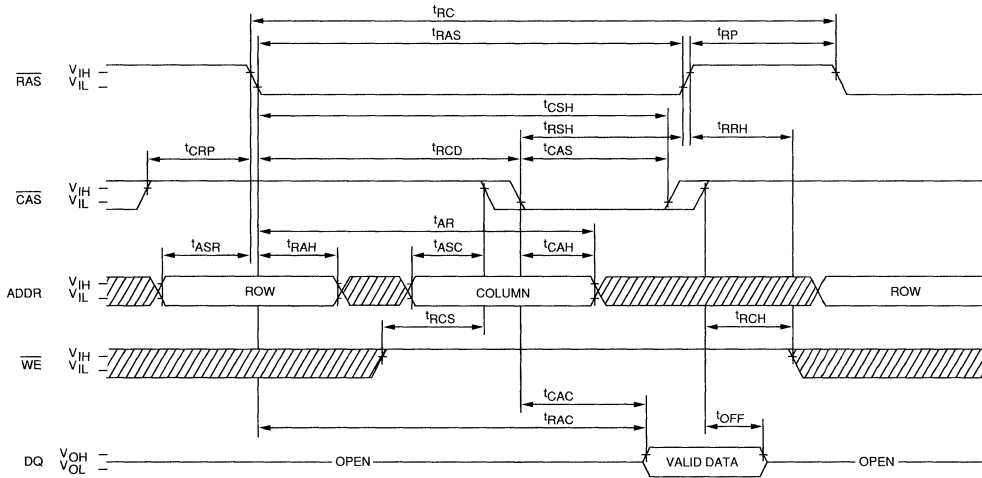 tRC
tRAS
tRP
RAS
VIH
VIL
tCSH
tRSH
tRRH
tCRP
tRCD
tCAS
CAS
VIH
VIL
tAR
tASR
tRAH
tASC
tCAH
ADDR
VIH
VIL
ROW
COLUMN
ROW
tRCS
tRCH
WE
VIH
VIL
tCAC
tRAC
tOFF
DQ
VOH
VOL
OPEN
VALID DATA
OPEN